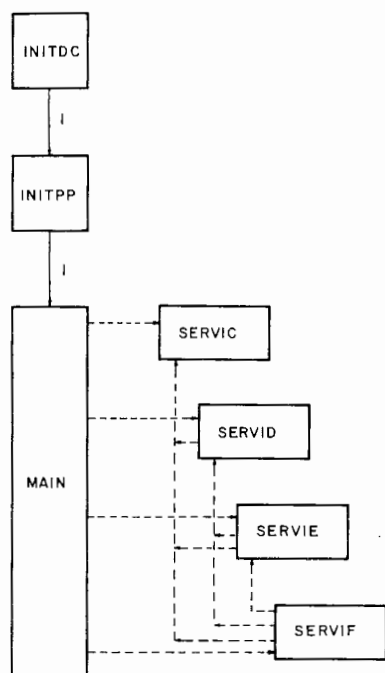 INITDC
I
INITPP
I
SERVIC
SERVID
MAIN
SERVIE
SERVIF